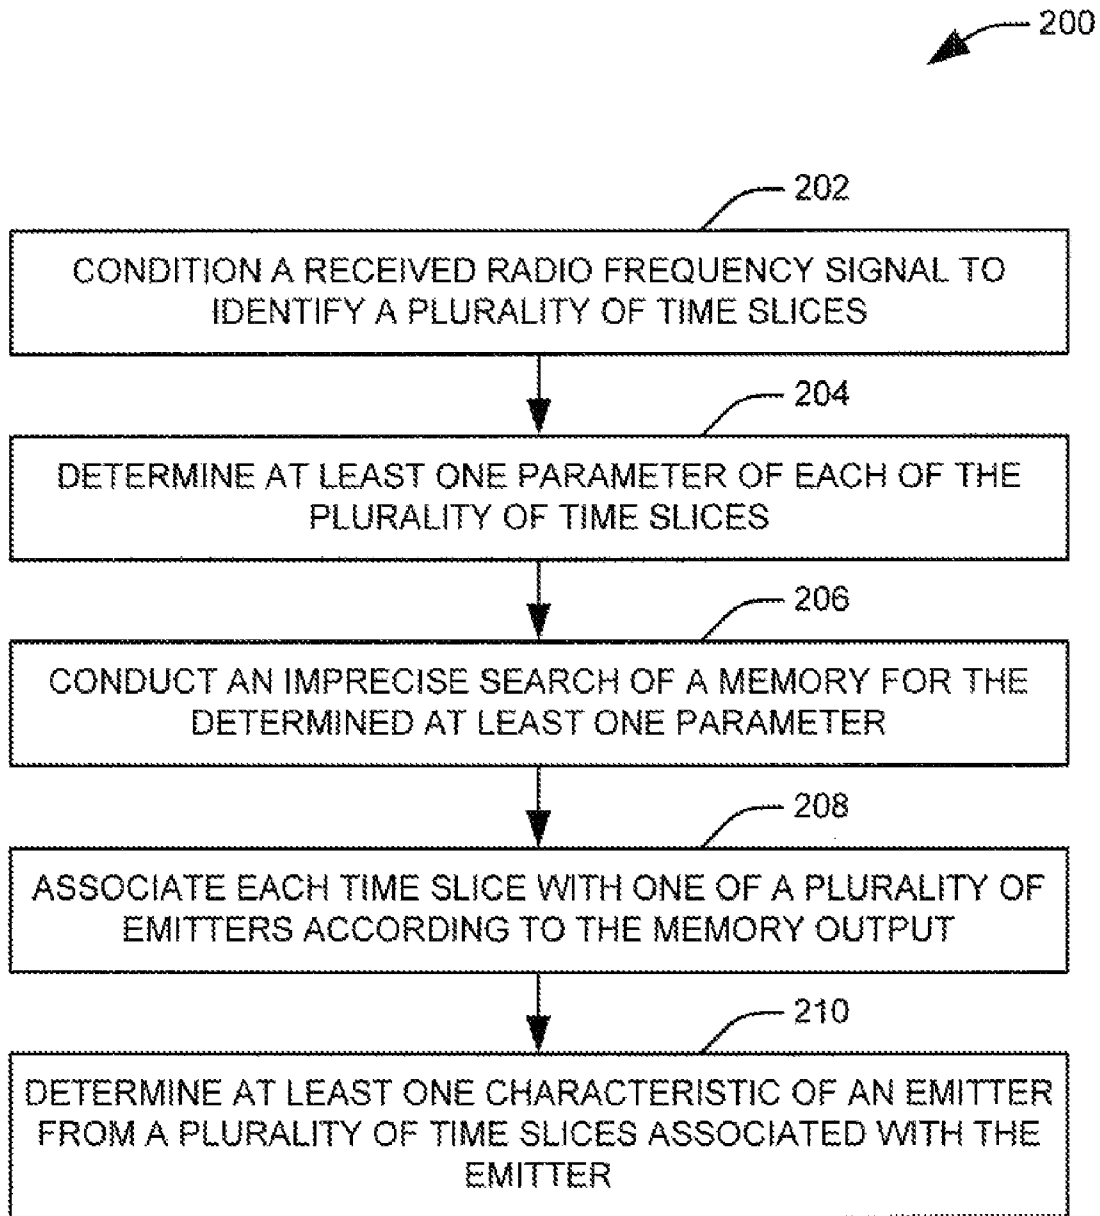 200
202
CONDITION A RECEIVED RADIO FREQUENCY SIGNAL TO
IDENTIFY A PLURALITY OF TIME SLICES
204
DETERMINE AT LEAST ONE PARAMETER OF EACH OF THE
PLURALITY OF TIME SLICES
206
CONDUCT AN IMPRECISE SEARCH OF A MEMORY FOR THE
DETERMINED AT LEAST ONE PARAMETER
208
ASSOCIATE EACH TIME SLICE WITH ONE OF A PLURALITY OF
EMITTERS ACCORDING TO THE MEMORY OUTPUT
210
DETERMINE AT LEAST ONE CHARACTERISTIC OF AN EMITTER
FROM A PLURALITY OF TIME SLICES ASSOCIATED WITH THE
EMITTER